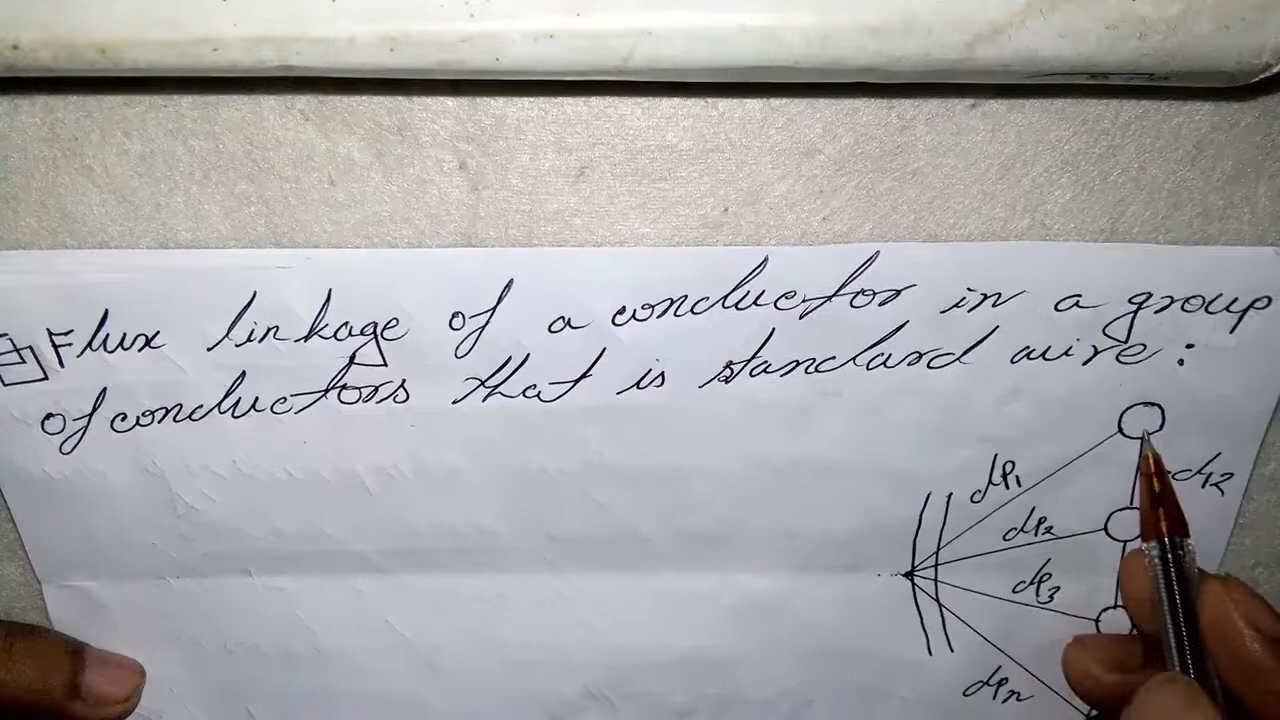 Flux linkage of a conductor in a group
of conductors that is standard wire:
dp1
d12
dp2
dp3
dpn